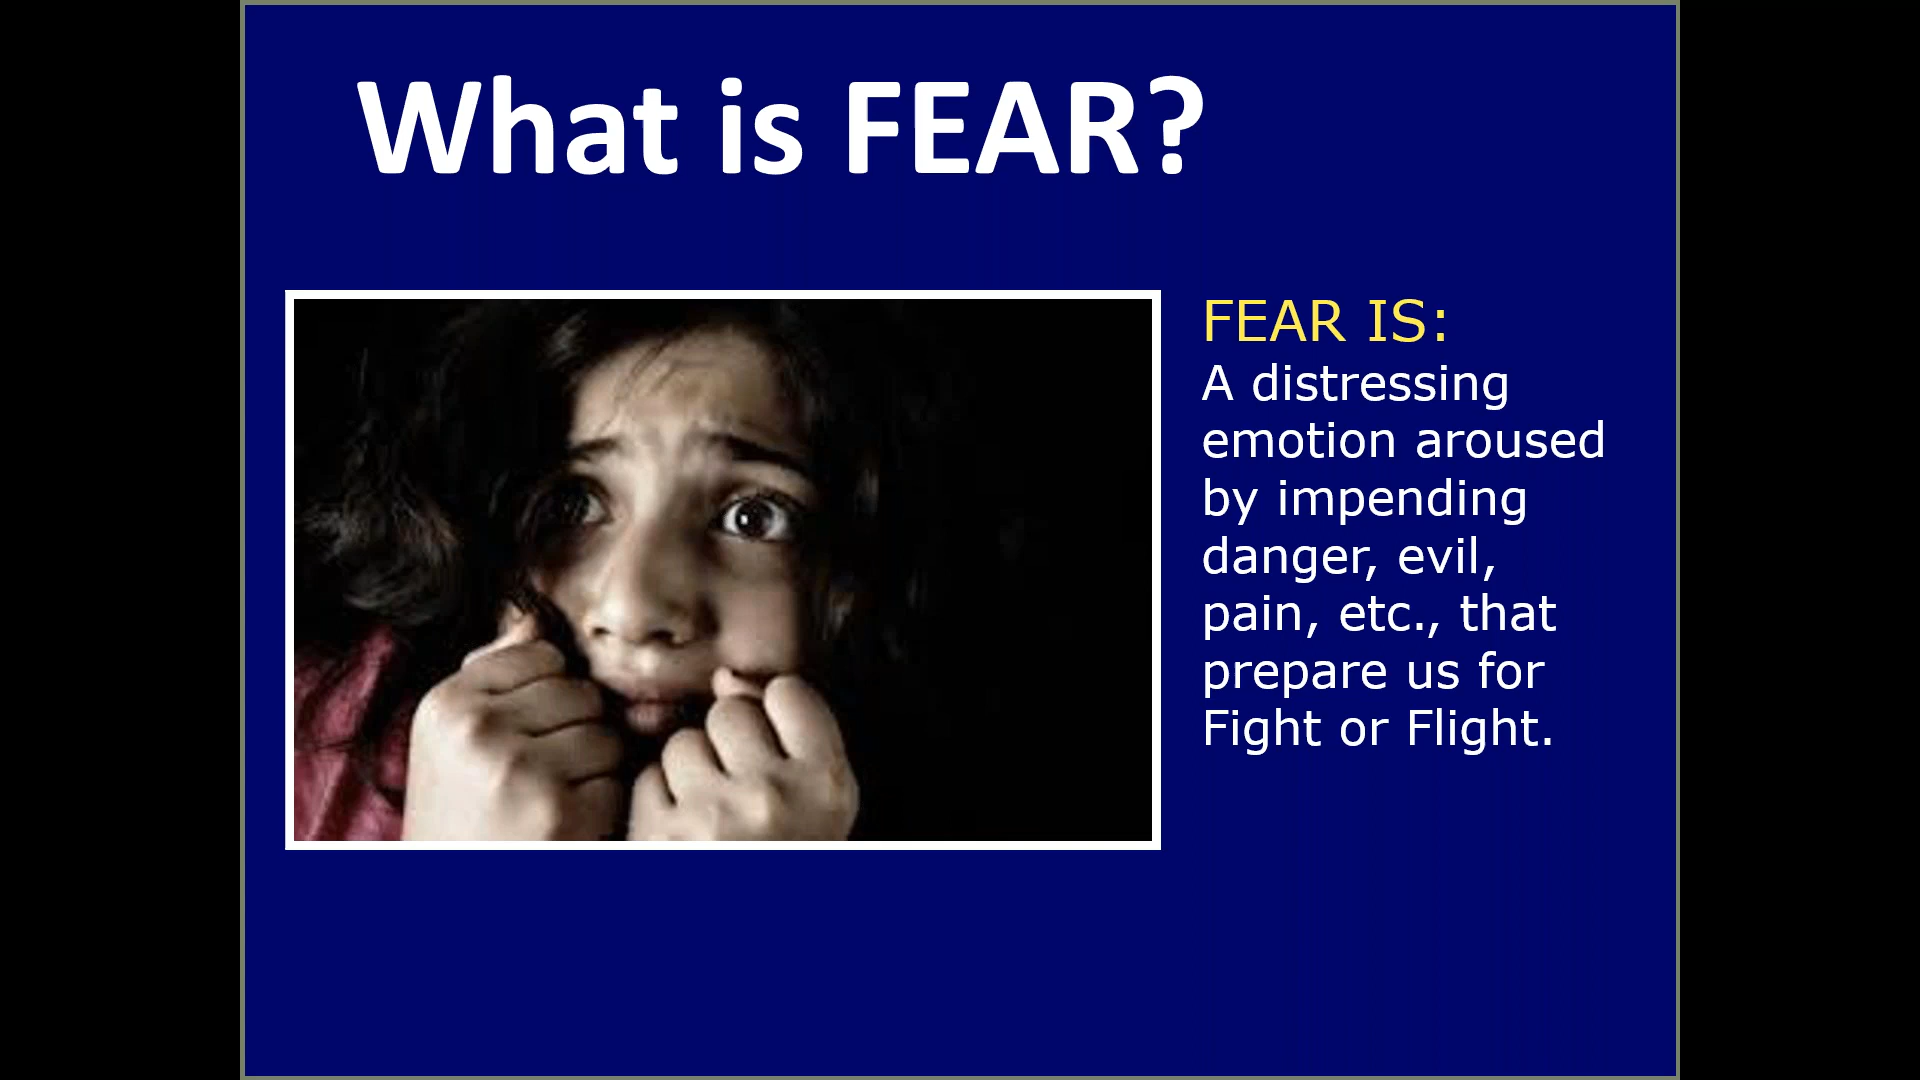 What is FEAR?
FEAR IS:
A distressing
emotion aroused
by impending
danger, evil,
pain, etc., that
prepare us for
Fight or Flight.